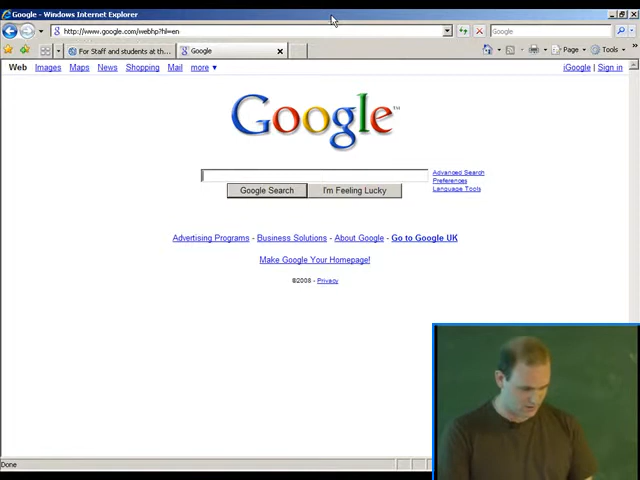 Google - Windows Internet Explorer
http://www.google.com/webhp?hl=en
Google
For Staff and students at th...
Google
Page
Tools
Web Images Maps News Shopping Mail more ▼
iGoogle | Sign in
Google™
Advanced Search
Preferences
Language Tools
Google Search
I'm Feeling Lucky
Advertising Programs - Business Solutions - About Google - Go to Google UK
Make Google Your Homepage!
©2008 - Privacy
Done